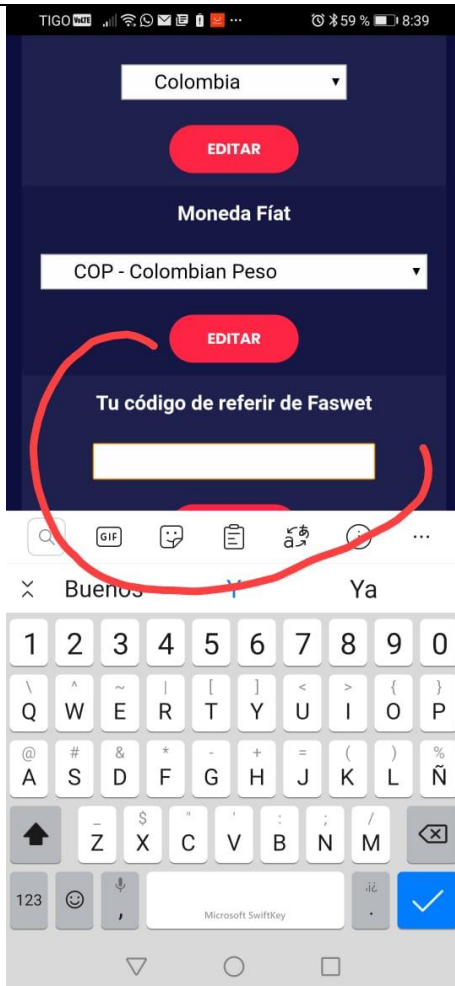 TIGO VoLTE 59 % 8:39
Colombia
EDITAR
Moneda Fíat
COP - Colombian Peso
EDITAR
Tu código de referir de Faswet
GIF
Buenos Y Ya
1 2 3 4 5 6 7 8 9 0
\ ^ ~ | [ ] < > { }
Q W E R T Y U I O P
@ # & * - + = ( ) %
A S D F G H J K L Ñ
_ $ " ' : ; /
Z X C V B N M
123 , Microsoft SwiftKey .